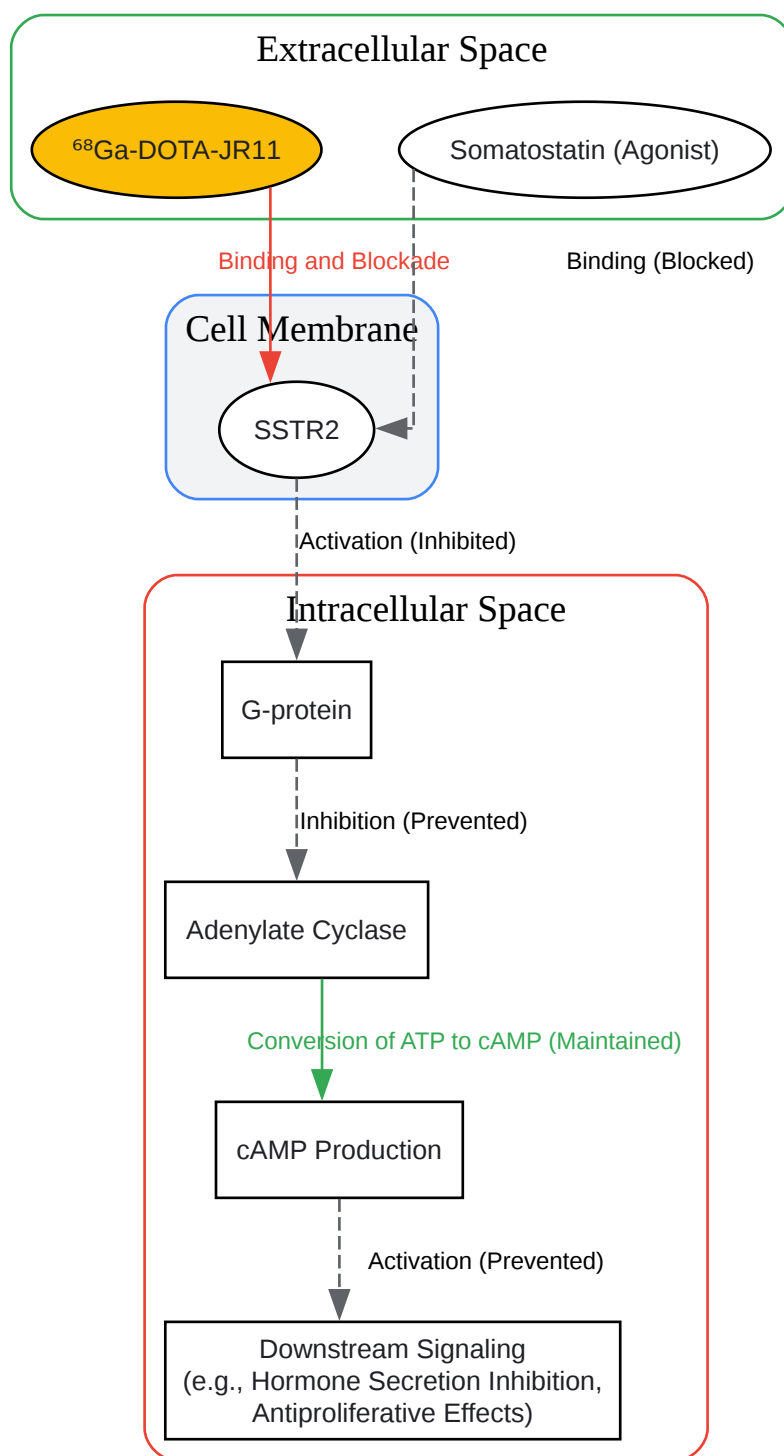 Extracellular Space
⁶⁸Ga-DOTA-JR11
Somatostatin (Agonist)
Binding and Blockade
Binding (Blocked)
Cell Membrane
SSTR2
Activation (Inhibited)
Intracellular Space
G-protein
Inhibition (Prevented)
Adenylate Cyclase
Conversion of ATP to cAMP (Maintained)
cAMP Production
Activation (Prevented)
Downstream Signaling
(e.g., Hormone Secretion Inhibition,
Antiproliferative Effects)